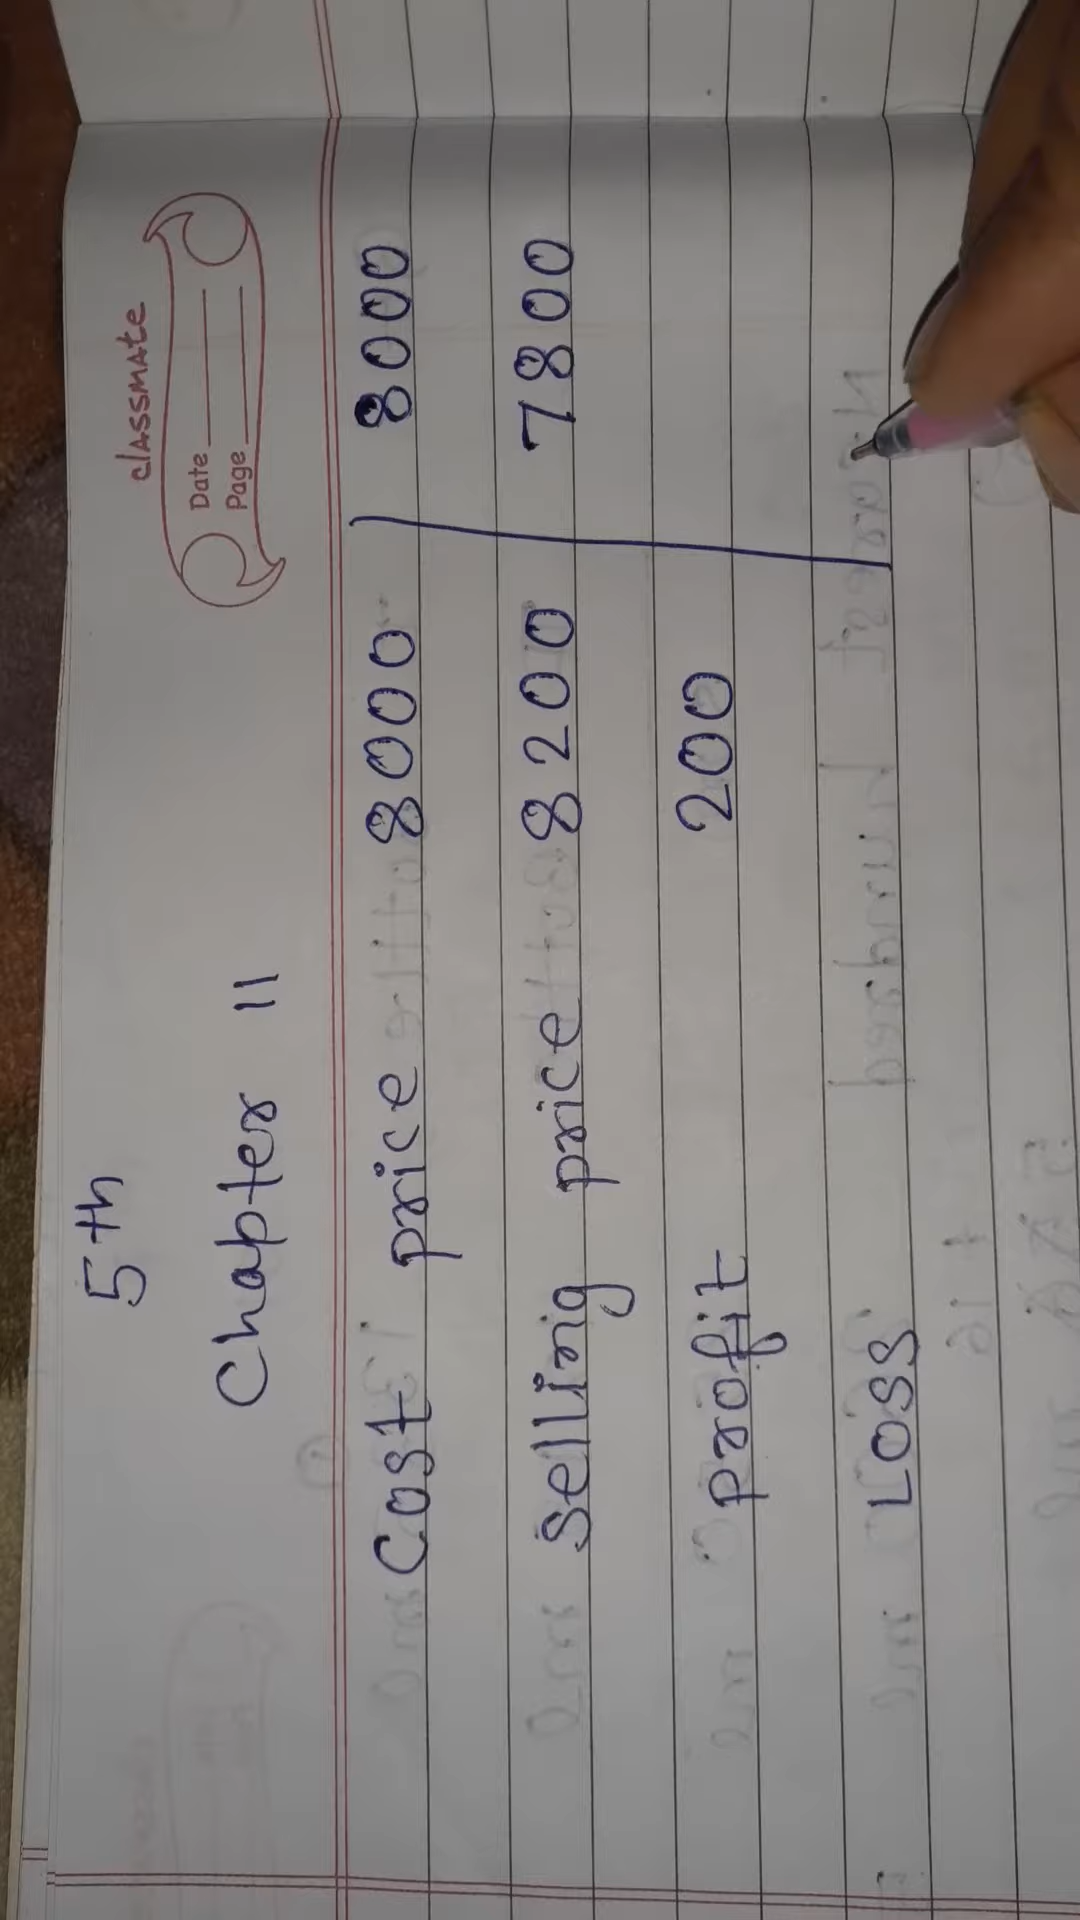 5th
classmate
Date
Page
Chapter 11
Cost price 8000 8000
Selling price 8200 7800
Profit 200
Loss